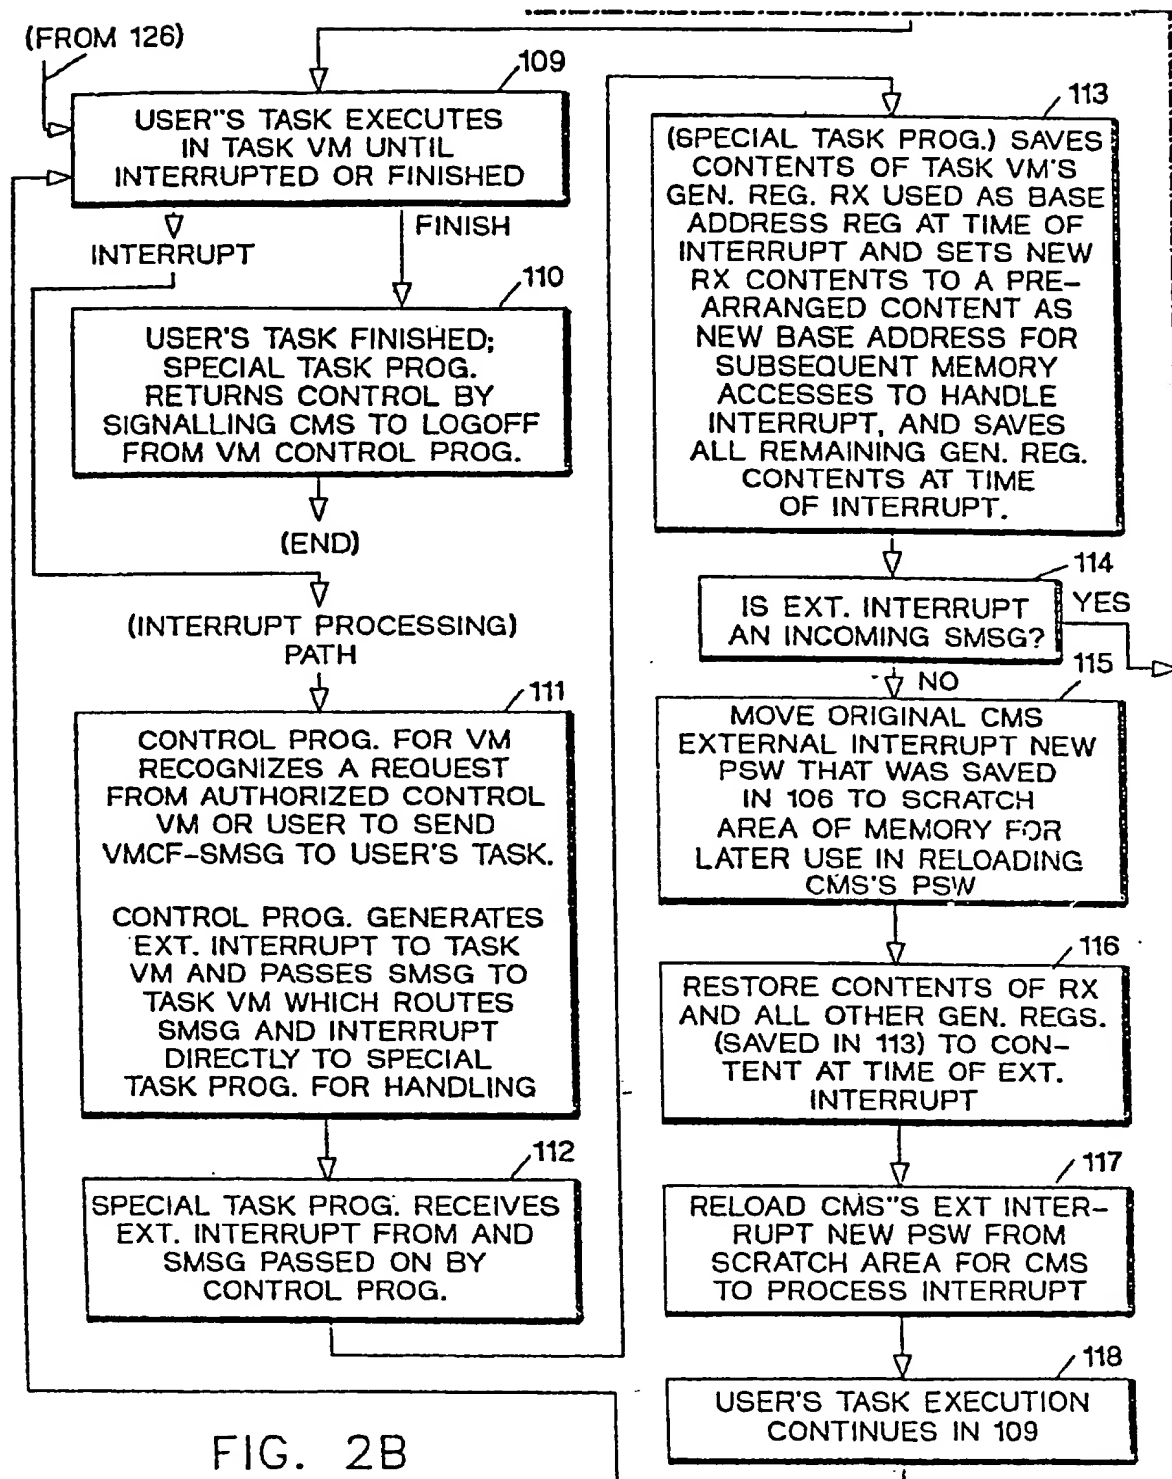 (FROM 126)
109
USER"S TASK EXECUTES
IN TASK VM UNTIL
INTERRUPTED OR FINISHED
INTERRUPT
FINISH
110
USER'S TASK FINISHED;
SPECIAL TASK PROG.
RETURNS CONTROL BY
SIGNALLING CMS TO LOGOFF
FROM VM CONTROL PROG.
(END)
(INTERRUPT PROCESSING)
PATH
111
CONTROL PROG. FOR VM
RECOGNIZES A REQUEST
FROM AUTHORIZED CONTROL
VM OR USER TO SEND
VMCF-SMSG TO USER'S TASK.
CONTROL PROG. GENERATES
EXT. INTERRUPT TO TASK
VM AND PASSES SMSG TO
TASK VM WHICH ROUTES
SMSG AND INTERRUPT
DIRECTLY TO SPECIAL
TASK PROG. FOR HANDLING
112
SPECIAL TASK PROG. RECEIVES
EXT. INTERRUPT FROM AND
SMSG PASSED ON BY
CONTROL PROG.
113
(SPECIAL TASK PROG.) SAVES
CONTENTS OF TASK VM'S
GEN. REG. RX USED AS BASE
ADDRESS REG AT TIME OF
INTERRUPT AND SETS NEW
RX CONTENTS TO A PRE-
ARRANGED CONTENT AS
NEW BASE ADDRESS FOR
SUBSEQUENT MEMORY
ACCESSES TO HANDLE
INTERRUPT, AND SAVES
ALL REMAINING GEN. REG.
CONTENTS AT TIME
OF INTERRUPT.
114
IS EXT. INTERRUPT
AN INCOMING SMSG?
YES
NO
115
MOVE ORIGINAL CMS
EXTERNAL INTERRUPT NEW
PSW THAT WAS SAVED
IN 106 TO SCRATCH
AREA OF MEMORY FOR
LATER USE IN RELOADING
CMS'S PSW
116
RESTORE CONTENTS OF RX
AND ALL OTHER GEN. REGS.
(SAVED IN 113) TO CON-
TENT AT TIME OF EXT.
INTERRUPT
117
RELOAD CMS"S EXT INTER-
RUPT NEW PSW FROM
SCRATCH AREA FOR CMS
TO PROCESS INTERRUPT
118
USER'S TASK EXECUTION
CONTINUES IN 109
FIG. 2B